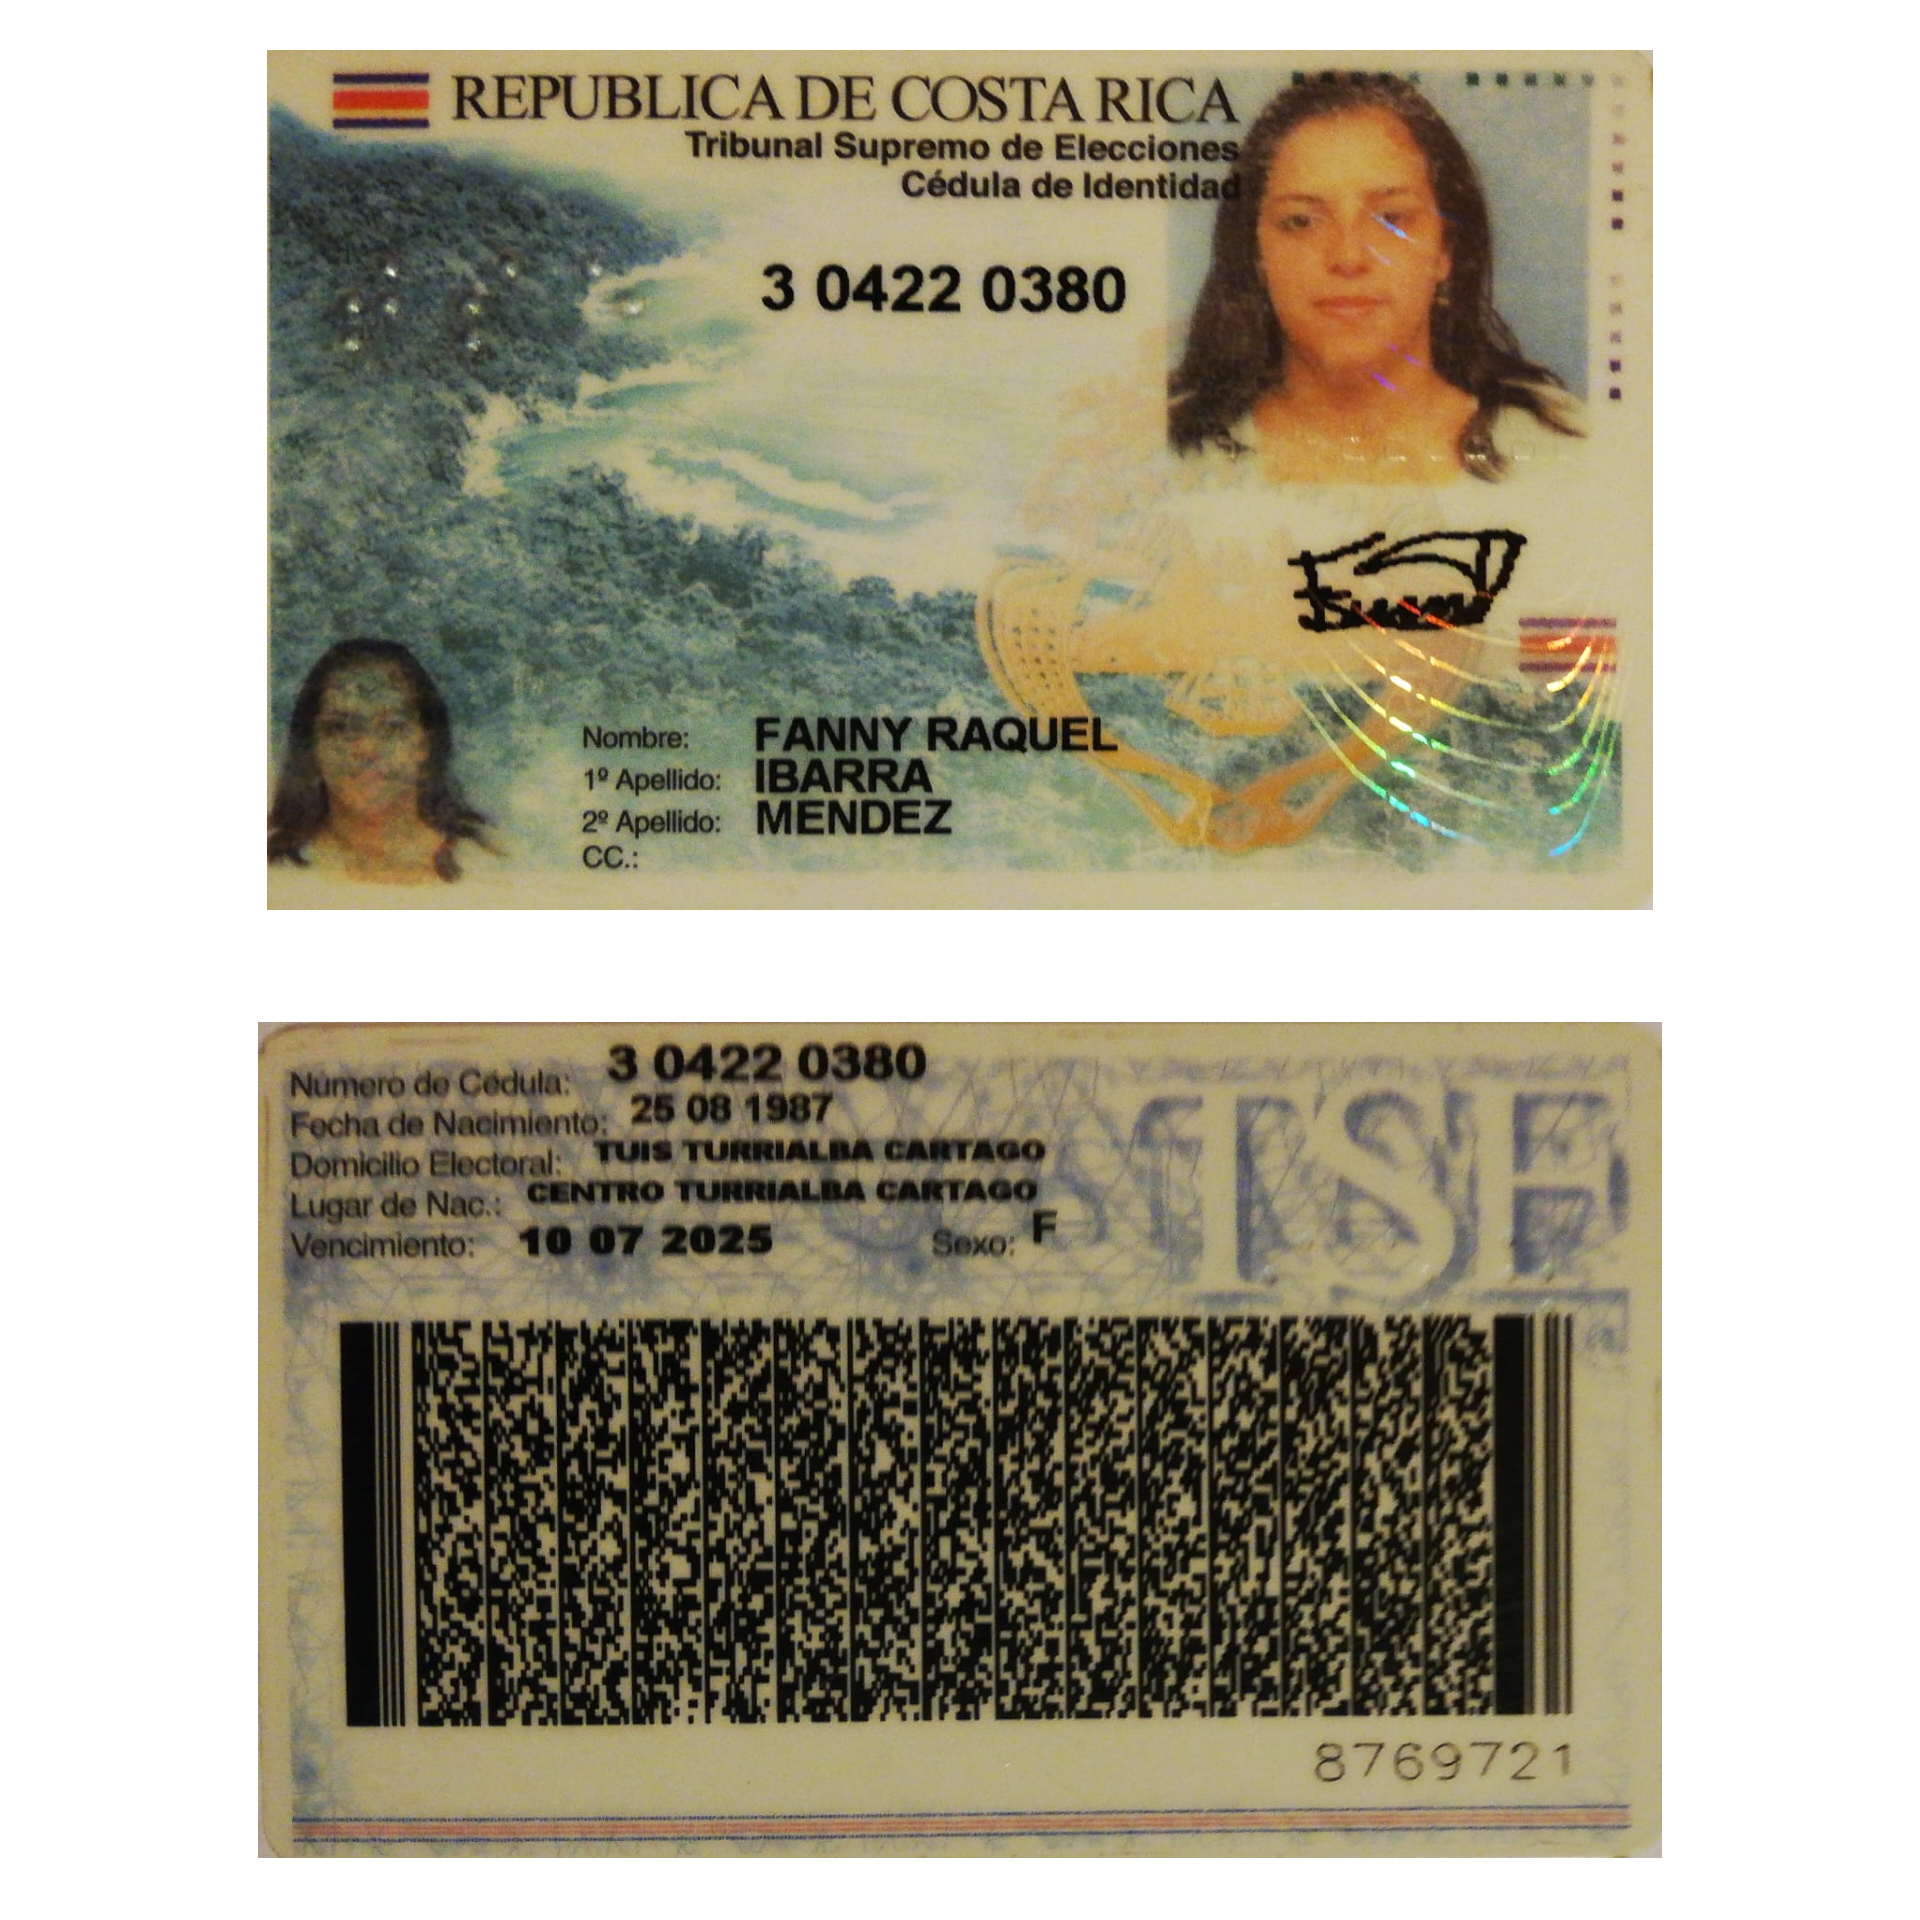 REPUBLICA DE COSTA RICA
Tribunal Supremo de Elecciones
Cédula de Identidad
3 0422 0380
Nombre: FANNY RAQUEL
1º Apellido: IBARRA
2º Apellido: MENDEZ
CC.:
Número de Cédula: 3 0422 0380
Fecha de Nacimiento: 25 08 1987
Domicilio Electoral: TUIS TURRIALBA CARTAGO
Lugar de Nac.: CENTRO TURRIALBA CARTAGO
Vencimiento: 10 07 2025 Sexo: F
TSE
8769721